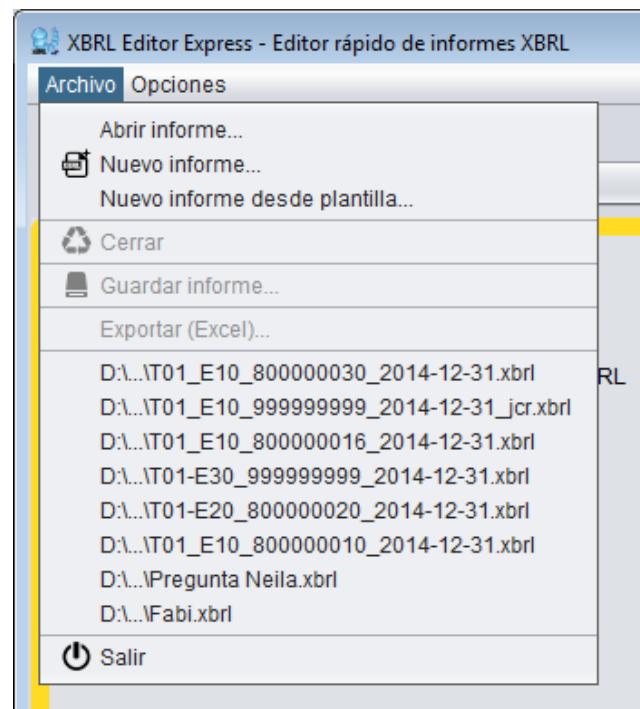 XBRL Editor Express - Editor rápido de informes XBRL
Archivo Opciones
Abrir informe...
Nuevo informe...
Nuevo informe desde plantilla...
Cerrar
Guardar informe...
Exportar (Excel)...
D:\...\T01_E10_800000030_2014-12-31.xbrl
RL
D:\...\T01_E10_999999999_2014-12-31_jcr.xbrl
D:\...\T01_E10_800000016_2014-12-31.xbrl
D:\...\T01-E30_999999999_2014-12-31.xbrl
D:\...\T01-E20_800000020_2014-12-31.xbrl
D:\...\T01_E10_800000010_2014-12-31.xbrl
D:\...\Pregunta Neila.xbrl
D:\...\Fabi.xbrl
Salir